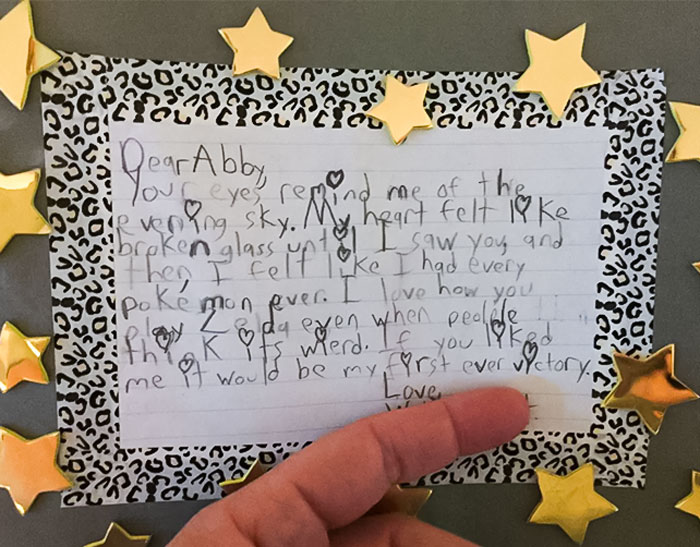 Dear Abby,
Your eyes remind me of the
evening sky. My heart felt like
broken glass until I saw you, and
then, I felt like I had every
pokémon ever. I love how you
play Zelda even when peolele
think its wierd. If you liked
me it would be my first ever victory.
Love,